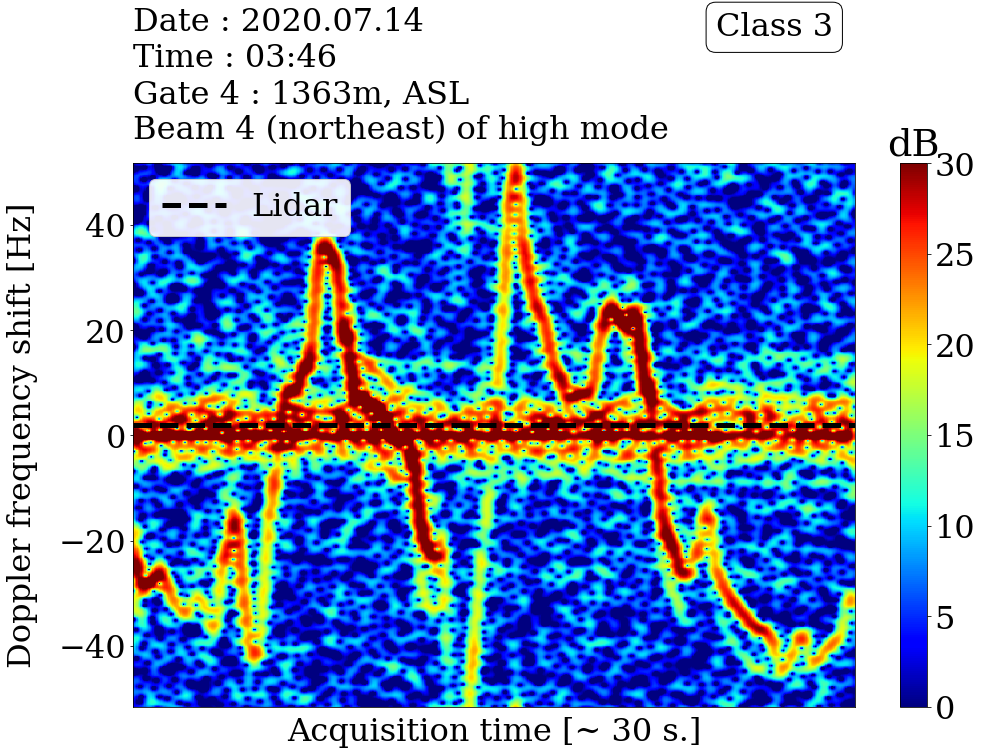 Date : 2020.07.14
Time : 03:46
Gate 4 : 1363m, ASL
Beam 4 (northeast) of high mode
Class 3
dB
Lidar
Doppler frequency shift [Hz]
40
20
0
−20
−40
30
25
20
15
10
5
0
Acquisition time [~ 30 s.]